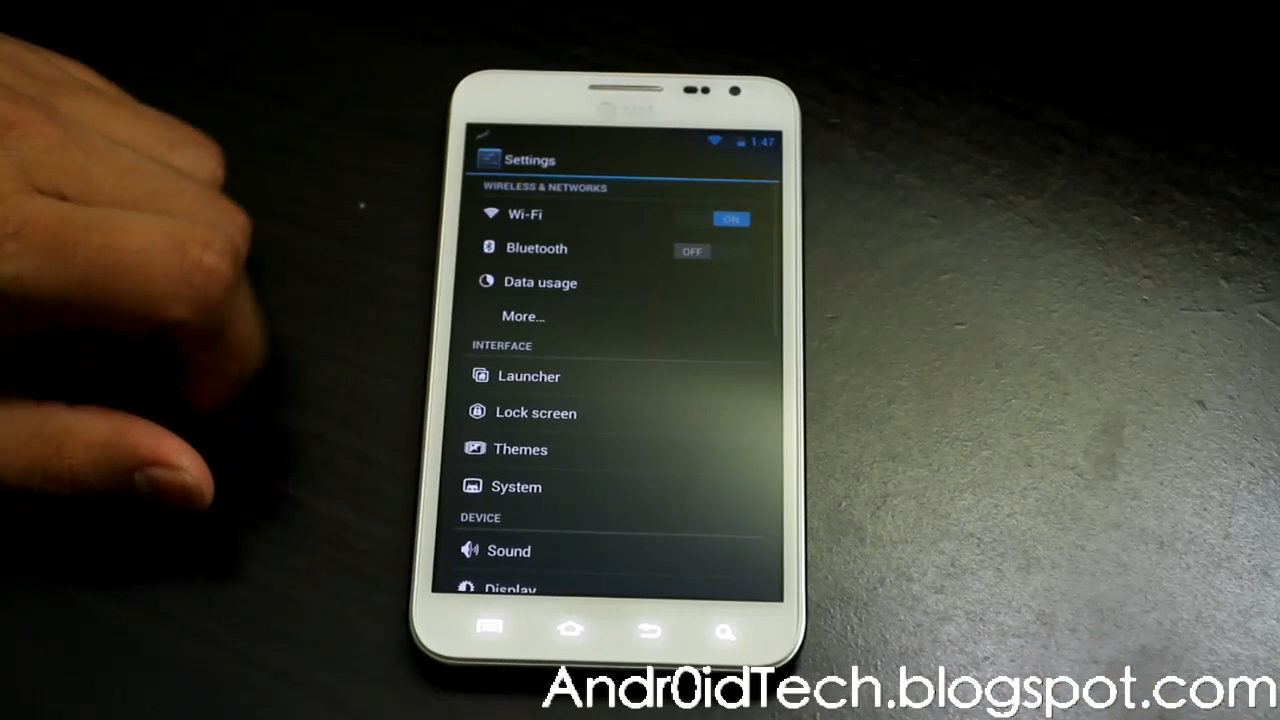 at&t
1:47
Settings
WIRELESS & NETWORKS
Wi-Fi
ON
Bluetooth
OFF
Data usage
More...
INTERFACE
Launcher
Lock screen
Themes
System
DEVICE
Sound
Display
Andr0idTech.blogspot.com